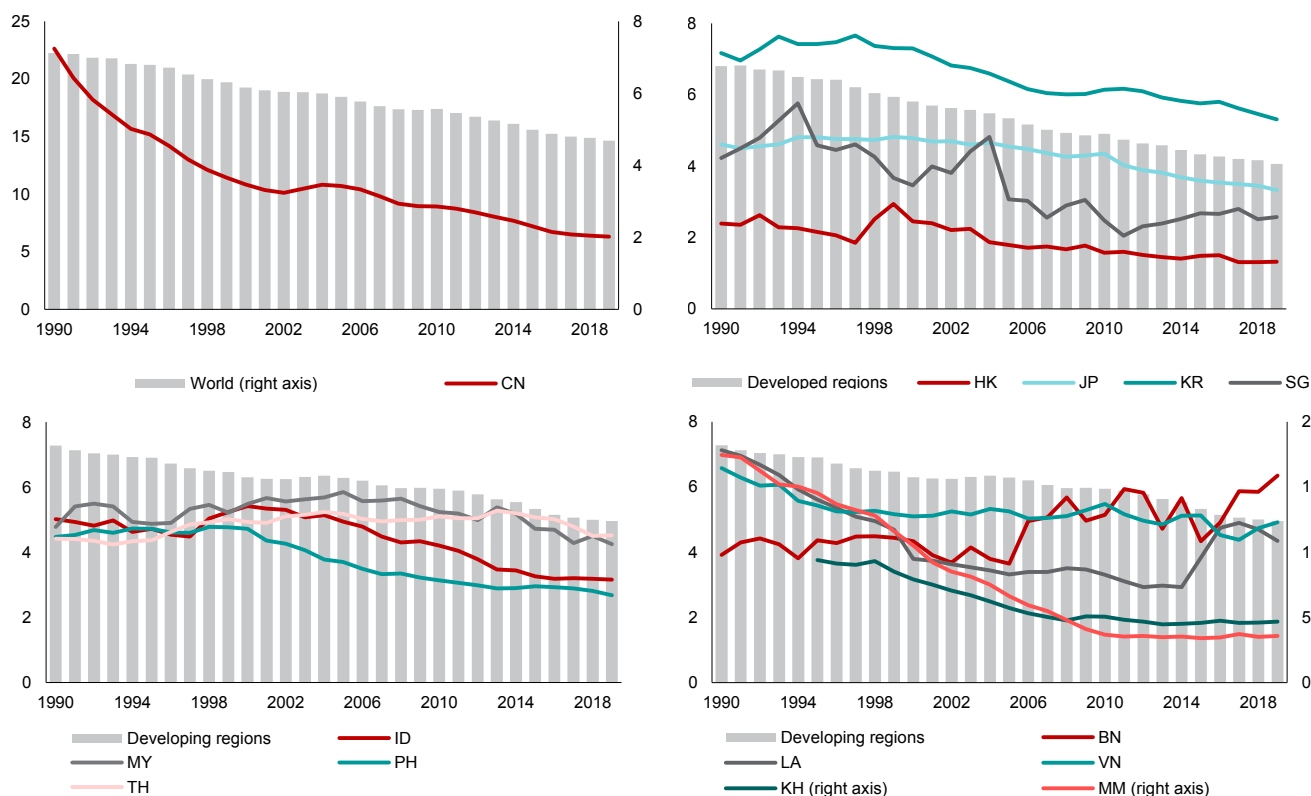 25
20
15
10
5
0
8
6
4
2
0
1990 1994 1998 2002 2006 2010 2014 2018
World (right axis) CN
8
6
4
2
0
1990 1994 1998 2002 2006 2010 2014 2018
Developed regions HK JP KR SG
8
6
4
2
0
1990 1994 1998 2002 2006 2010 2014 2018
Developing regions ID
MY PH
TH
8
6
4
2
0
2
1
1
5
0
1990 1994 1998 2002 2006 2010 2014 2018
Developing regions BN
LA VN
KH (right axis) MM (right axis)